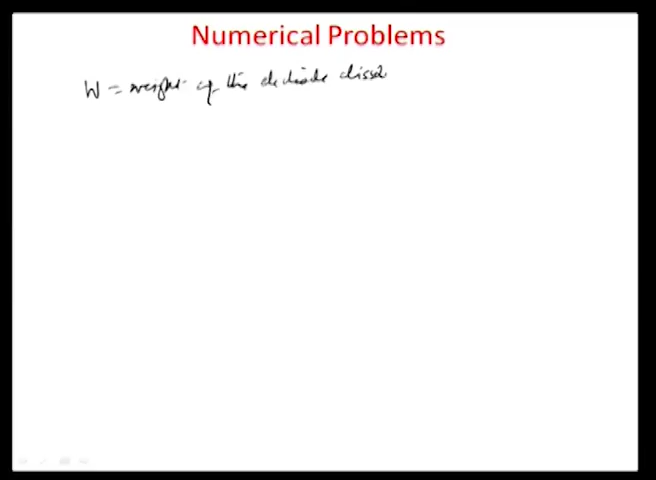 Numerical Problems
W = weight of the electrode dissol